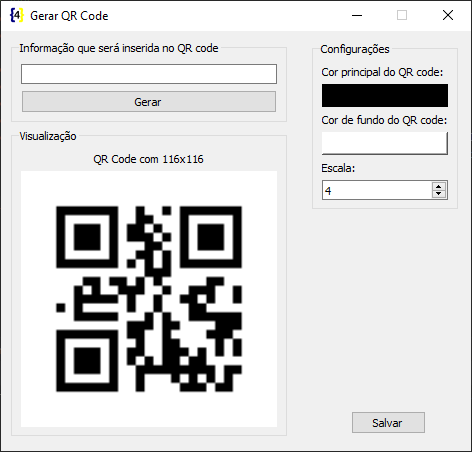 {4} Gerar QR Code
Informação que será inserida no QR code
Gerar
Visualização
QR Code com 116x116
Configurações
Cor principal do QR code:
Cor de fundo do QR code:
Escala:
4
Salvar